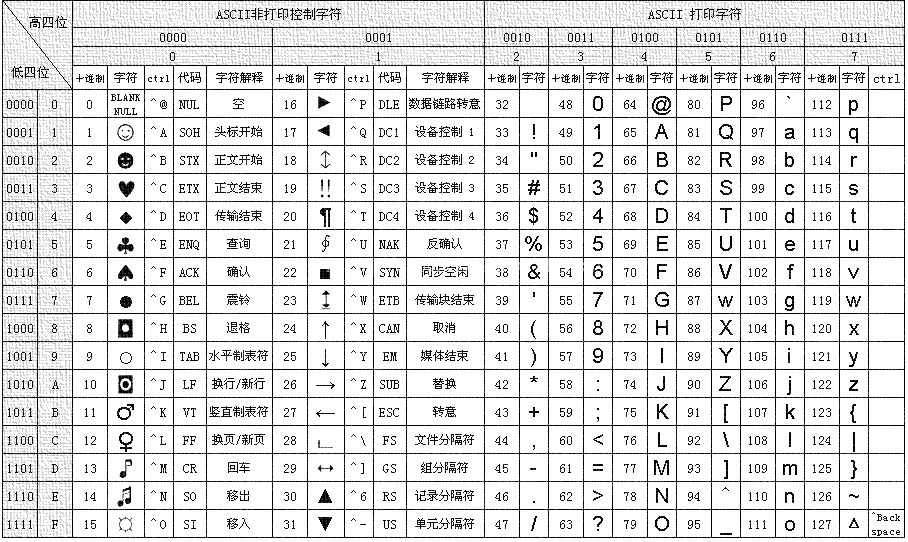 高四位 ASCII非打印控制字符 ASCII 打印字符
0000 0001 0010 0011 0100 0101 0110 0111
低四位 0 1 2 3 4 5 6 7
十进制 字符 ctrl 代码 字符解释 十进制 字符 ctrl 代码 字符解释 十进制 字符 十进制 字符 十进制 字符 十进制 字符 十进制 字符 十进制 字符 ctrl
0000 0 0 BLANK NULL ^@ NUL 空 16 ► ^P DLE 数据链路转意 32 48 0 64 @ 80 P 96 ` 112 p
0001 1 1 ☺ ^A SOH 头标开始 17 ◄ ^Q DC1 设备控制 1 33 ! 49 1 65 A 81 Q 97 a 113 q
0010 2 2 ☻ ^B STX 正文开始 18 ↕ ^R DC2 设备控制 2 34 " 50 2 66 B 82 R 98 b 114 r
0011 3 3 ♥ ^C ETX 正文结束 19 !! ^S DC3 设备控制 3 35 # 51 3 67 C 83 S 99 c 115 s
0100 4 4 ♦ ^D EOT 传输结束 20 ¶ ^T DC4 设备控制 4 36 $ 52 4 68 D 84 T 100 d 116 t
0101 5 5 ♣ ^E ENQ 查询 21 ∮ ^U NAK 反确认 37 % 53 5 69 E 85 U 101 e 117 u
0110 6 6 ♠ ^F ACK 确认 22 ■ ^V SYN 同步空闲 38 & 54 6 70 F 86 V 102 f 118 v
0111 7 7 ● ^G BEL 震铃 23 ↨ ^W ETB 传输块结束 39 ' 55 7 71 G 87 w 103 g 119 w
1000 8 8 ◘ ^H BS 退格 24 ↑ ^X CAN 取消 40 ( 56 8 72 H 88 X 104 h 120 x
1001 9 9 ○ ^I TAB 水平制表符 25 ↓ ^Y EM 媒体结束 41 ) 57 9 73 I 89 Y 105 i 121 y
1010 A 10 ◙ ^J LF 换行/新行 26 → ^Z SUB 替换 42 * 58 : 74 J 90 Z 106 j 122 z
1011 B 11 ♂ ^K VT 竖直制表符 27 ← ^[ ESC 转意 43 + 59 ; 75 K 91 [ 107 k 123 {
1100 C 12 ♀ ^L FF 换页/新页 28 ∟ ^\ FS 文件分隔符 44 , 60 < 76 L 92 \ 108 l 124 |
1101 D 13 ♪ ^M CR 回车 29 ↔ ^] GS 组分隔符 45 - 61 = 77 M 93 ] 109 m 125 }
1110 E 14 ♫ ^N SO 移出 30 ▲ ^6 RS 记录分隔符 46 . 62 > 78 N 94 ^ 110 n 126 ~
1111 F 15 ☼ ^O SI 移入 31 ▼ ^- US 单元分隔符 47 / 63 ? 79 O 95 _ 111 o 127 Δ ^Back space